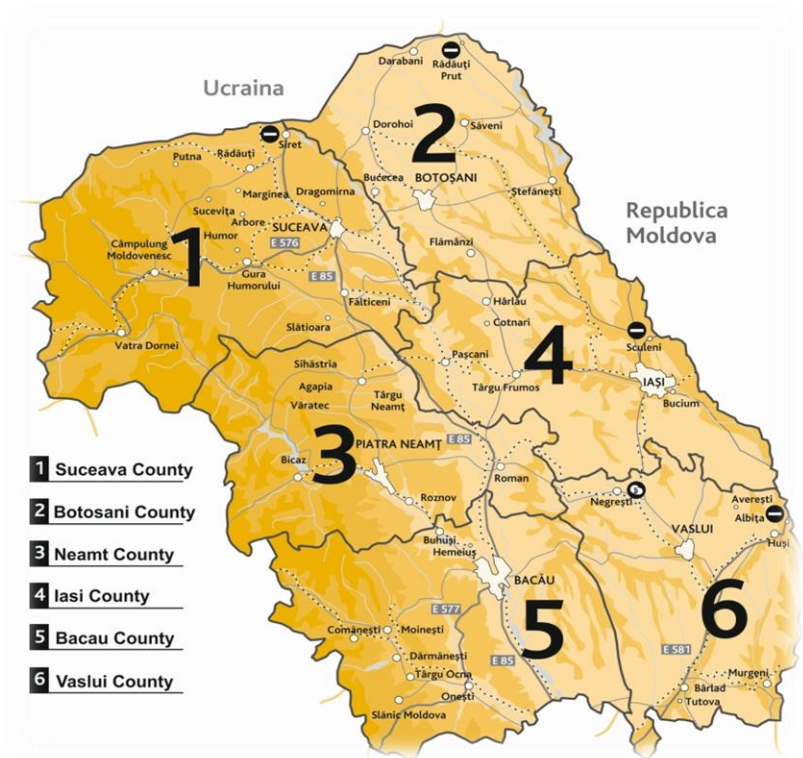 Ucraina
Republica
Moldova
Darabani
Rădăuți
Prut
2
Dorohoi
Săveni
Siret
Putna
Rădăuți
Bucecea
BOTOȘANI
Ștefănești
Marginea
Dragomirna
Sucevița
Arbore
SUCEAVA
Humor
E 576
1
Câmpulung
Moldovenesc
Flămânzi
Gura
Humorului
E 85
Fălticeni
Hârlău
Cotnari
Slătioara
Vatra Dornei
4
Sculeni
Pașcani
Târgu Frumos
IAȘI
Bucium
Sihăstria
Agapia
Târgu
Neamț
Văratec
3
PIATRA NEAMȚ
E 85
Bicaz
Roman
Roznov
Negrești
Averești
Albița
Huși
VASLUI
Buhuși
Hemeiuș
BACĂU
5
6
E 577
Comănești
Moinești
Dărmănești
E 85
E 581
Târgu Ocna
Onești
Slănic Moldova
Murgeni
Bârlad
Tutova
1 Suceava County
2 Botosani County
3 Neamt County
4 Iasi County
5 Bacau County
6 Vaslui County